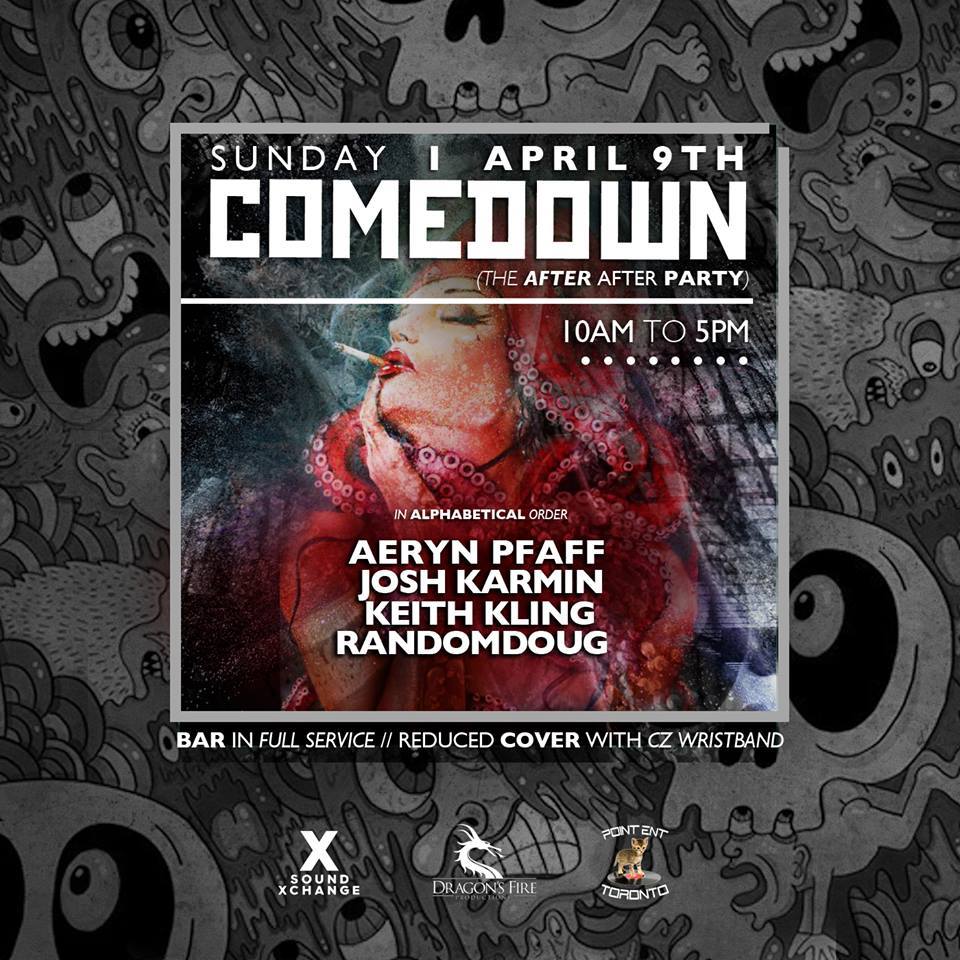 SUNDAY | APRIL 9TH
COMEDOWN
(THE AFTER AFTER PARTY)
10AM TO 5PM
IN ALPHABETICAL ORDER
AERYN PFAFF
JOSH KARMIN
KEITH KLING
RANDOMDOUG
BAR IN FULL SERVICE // REDUCED COVER WITH CZ WRISTBAND
X
SOUND
XCHANGE
DRAGON'S FIRE
PRODUCTIONS
POINT ENT
TORONTO